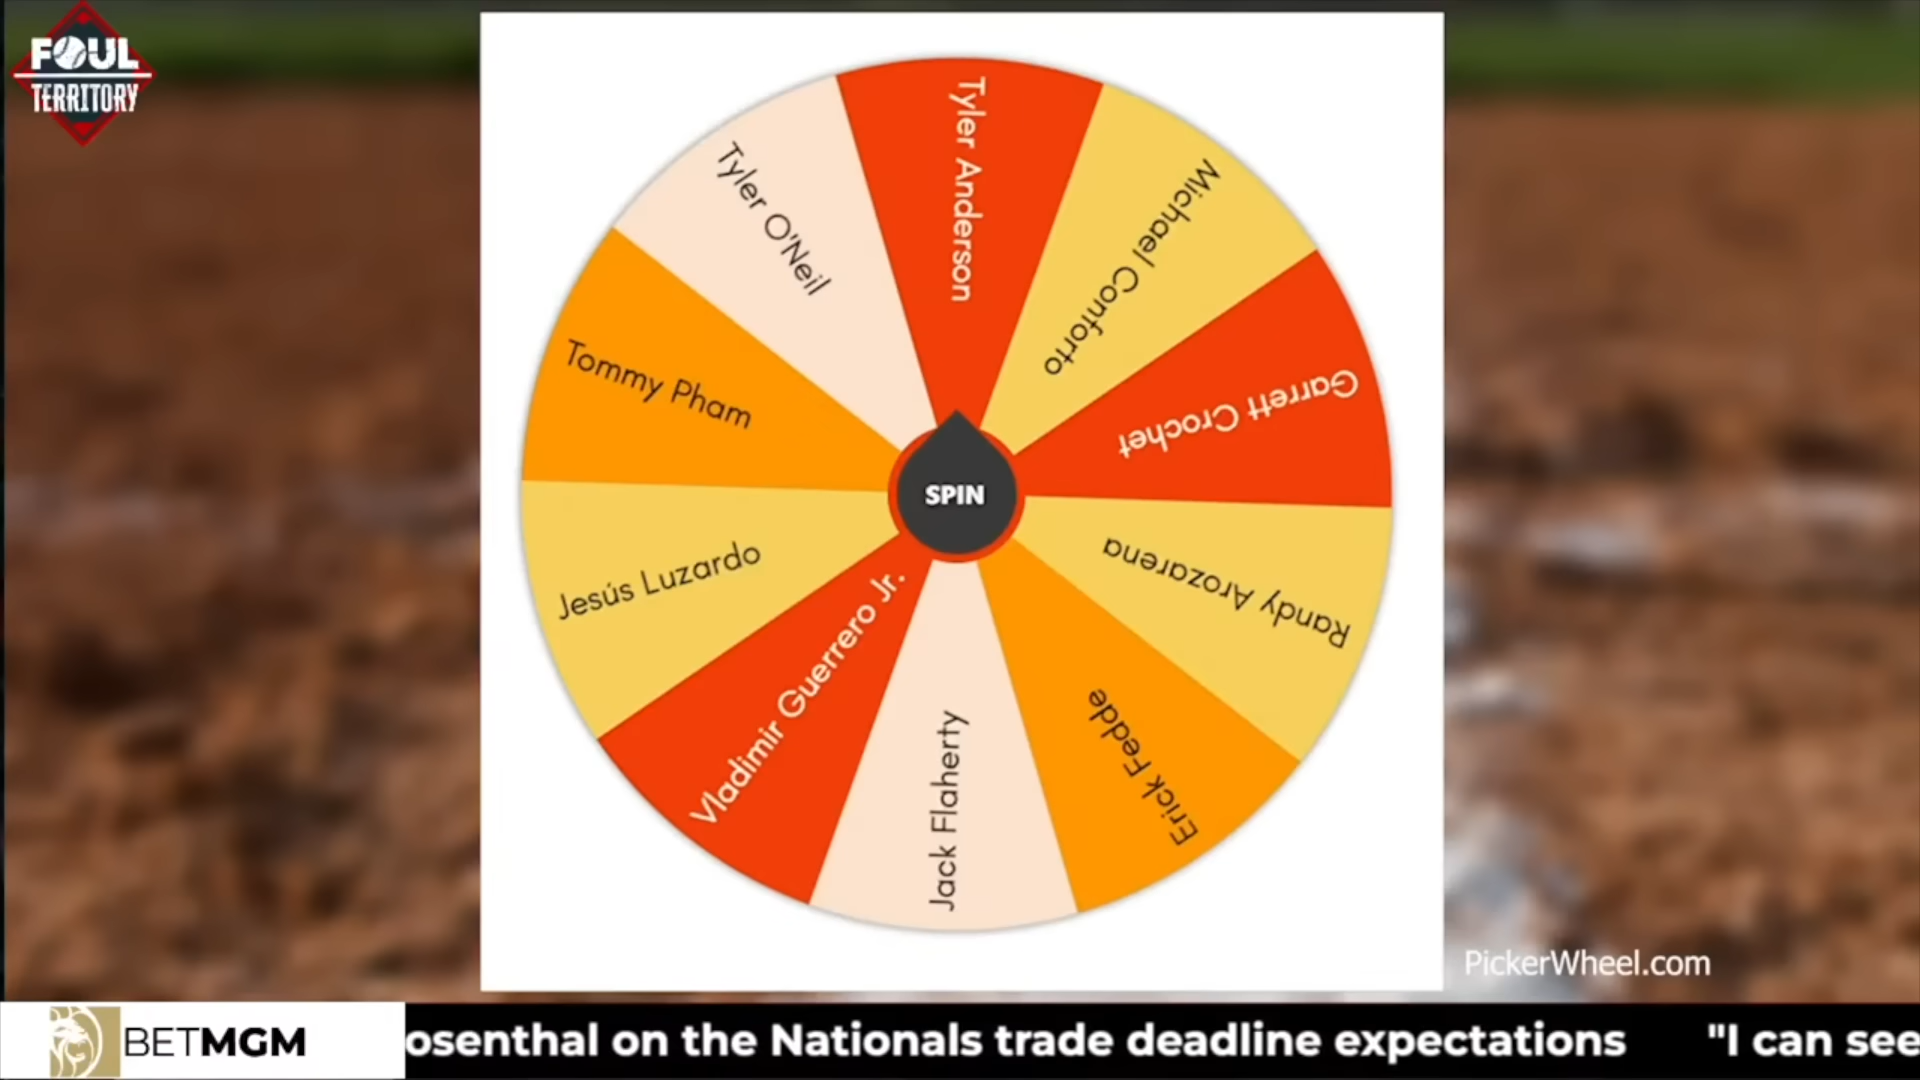 FOUL
TERRITORY
Tyler Anderson
Michael Conforto
Garrett Crochet
Randy Arozarena
Erick Fedde
Jack Flaherty
Vladimir Guerrero Jr.
Jesús Luzardo
Tommy Pham
Tyler O'Neil
SPIN
PickerWheel.com
BETMGM
osenthal on the Nationals trade deadline expectations "I can see